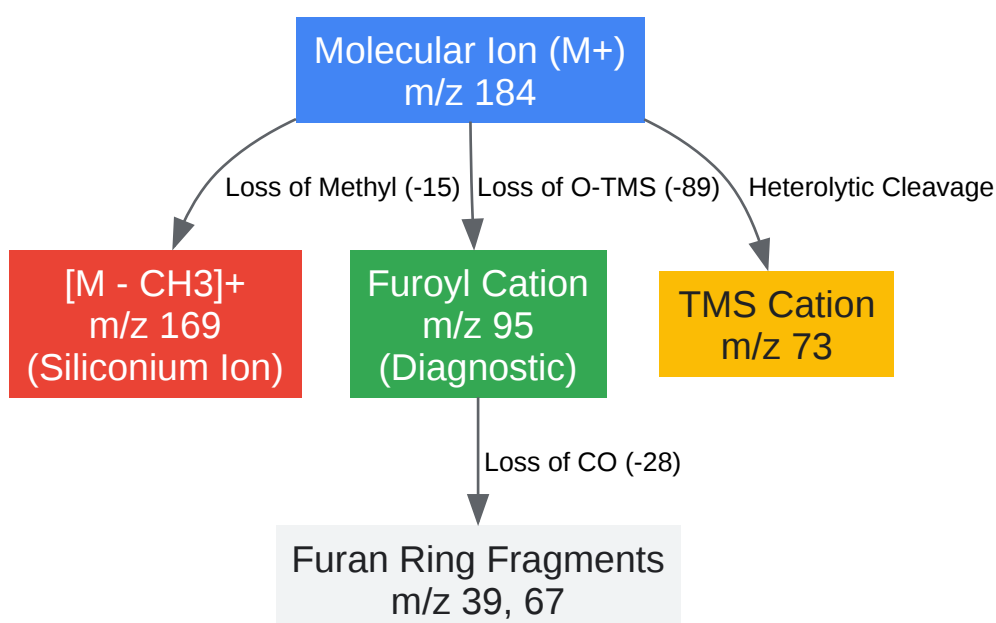 Molecular Ion (M+)
m/z 184
Loss of Methyl (-15)
Loss of O-TMS (-89)
Heterolytic Cleavage
[M - CH3]+
m/z 169
(Siliconium Ion)
Furoyl Cation
m/z 95
(Diagnostic)
TMS Cation
m/z 73
Loss of CO (-28)
Furan Ring Fragments
m/z 39, 67